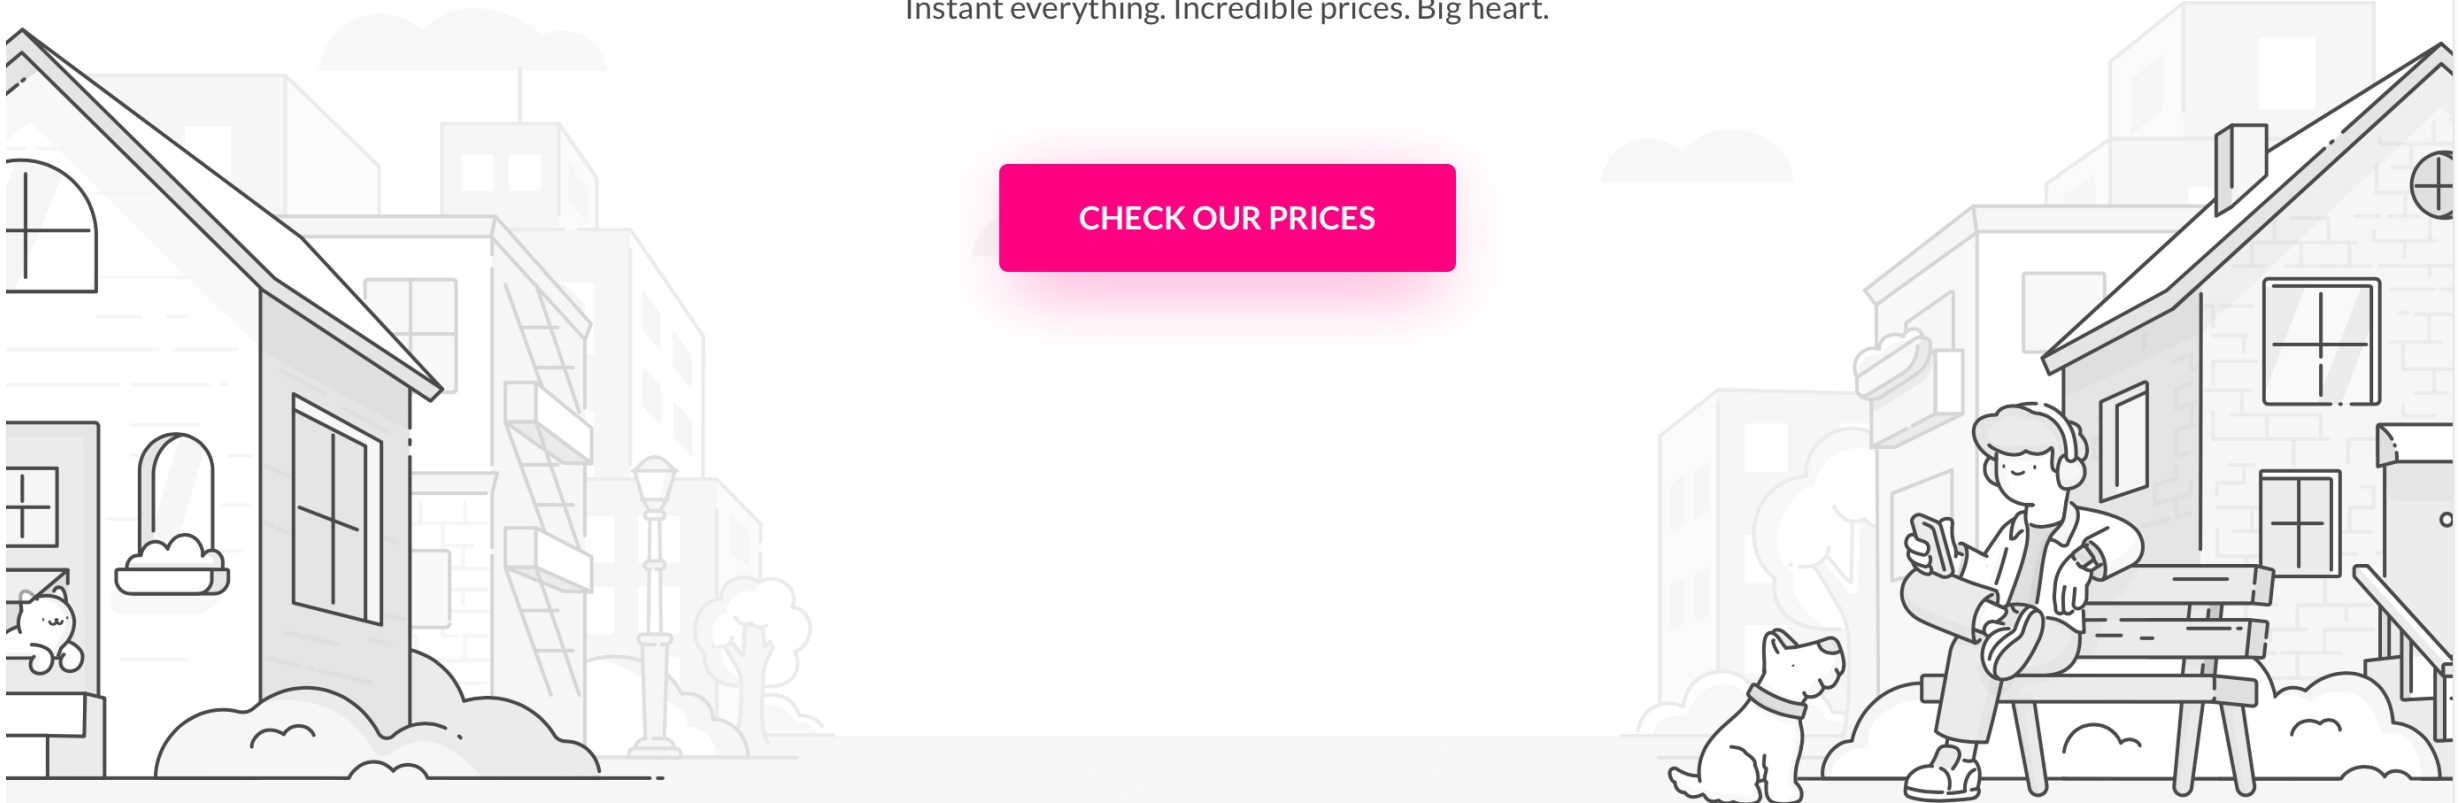 Instant everything. Incredible prices. Big heart.
CHECK OUR PRICES